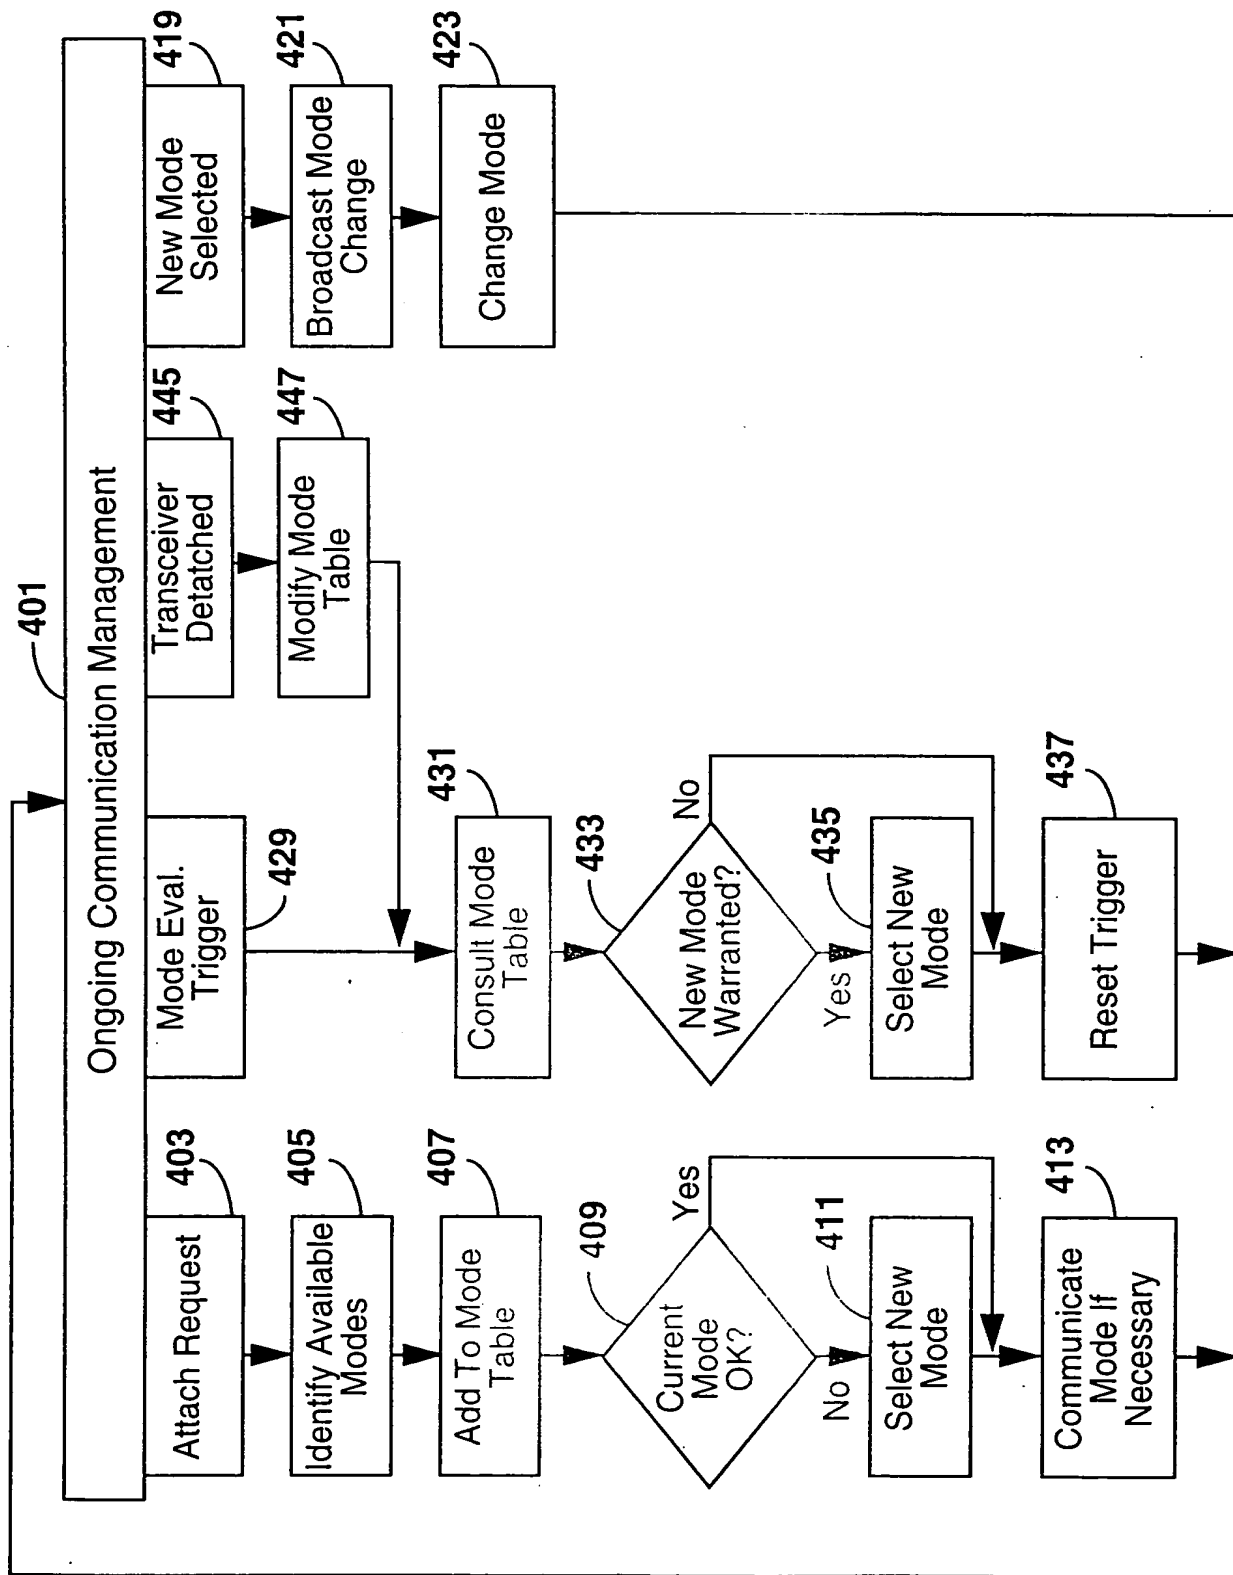 401
Ongoing Communication Management
403
Attach Request
405
Identify Available
Modes
407
Add To Mode
Table
409
Current
Mode
OK?
Yes
No
411
Select New
Mode
413
Communicate
Mode If
Necessary
Mode Eval.
Trigger
429
431
Consult Mode
Table
433
New Mode
Warranted?
No
Yes
435
Select New
Mode
437
Reset Trigger
445
Transceiver
Detatched
447
Modify Mode
Table
419
New Mode
Selected
421
Broadcast Mode
Change
423
Change Mode